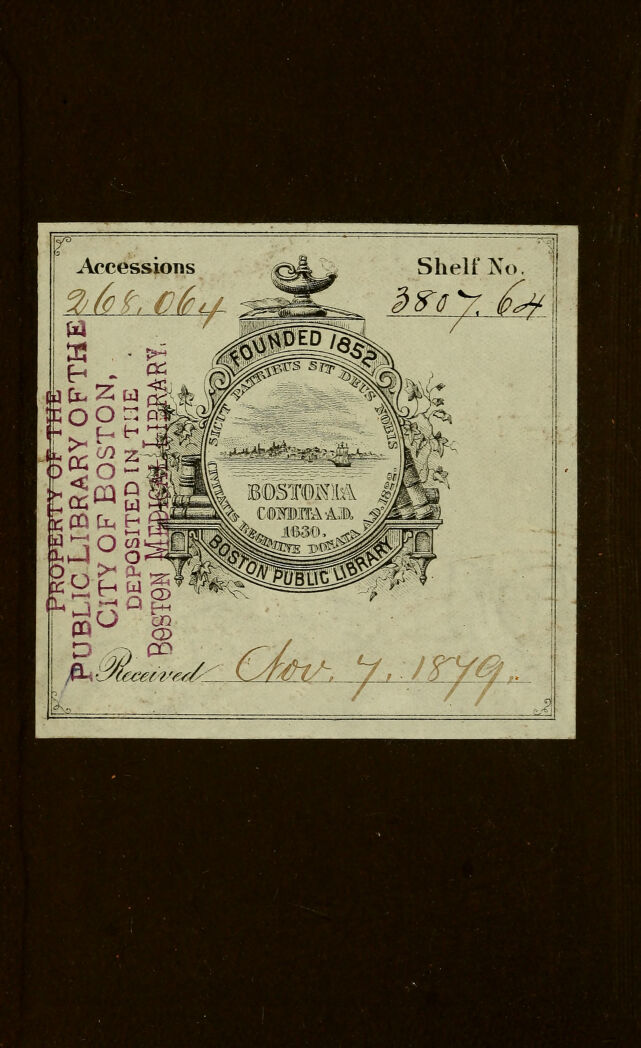 Accessions
268,064
Shelf No.
3807.64
FOUNDED 1852
SICUT PATRIBUS SIT DEUS NOBIS
BOSTONIA
CONDITA A.D.
1630.
CIVITATIS REGIMINE DONATA A.D. 1822.
BOSTON PUBLIC LIBRARY
PROPERTY OF THE
PUBLIC LIBRARY OF THE
CITY OF BOSTON,
DEPOSITED IN THE
BOSTON MEDICAL LIBRARY.
Received Nov. 7. 1879.